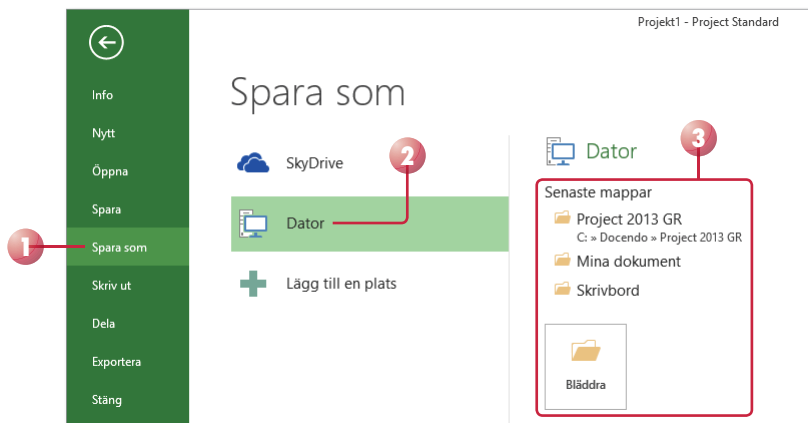 Projekt1 - Project Standard
Info
Nytt
Öppna
Spara
Spara som
Skriv ut
Dela
Exportera
Stäng
1
Spara som
SkyDrive
2
Dator
Lägg till en plats
Dator
3
Senaste mappar
Project 2013 GR
C: » Docendo » Project 2013 GR
Mina dokument
Skrivbord
Bläddra